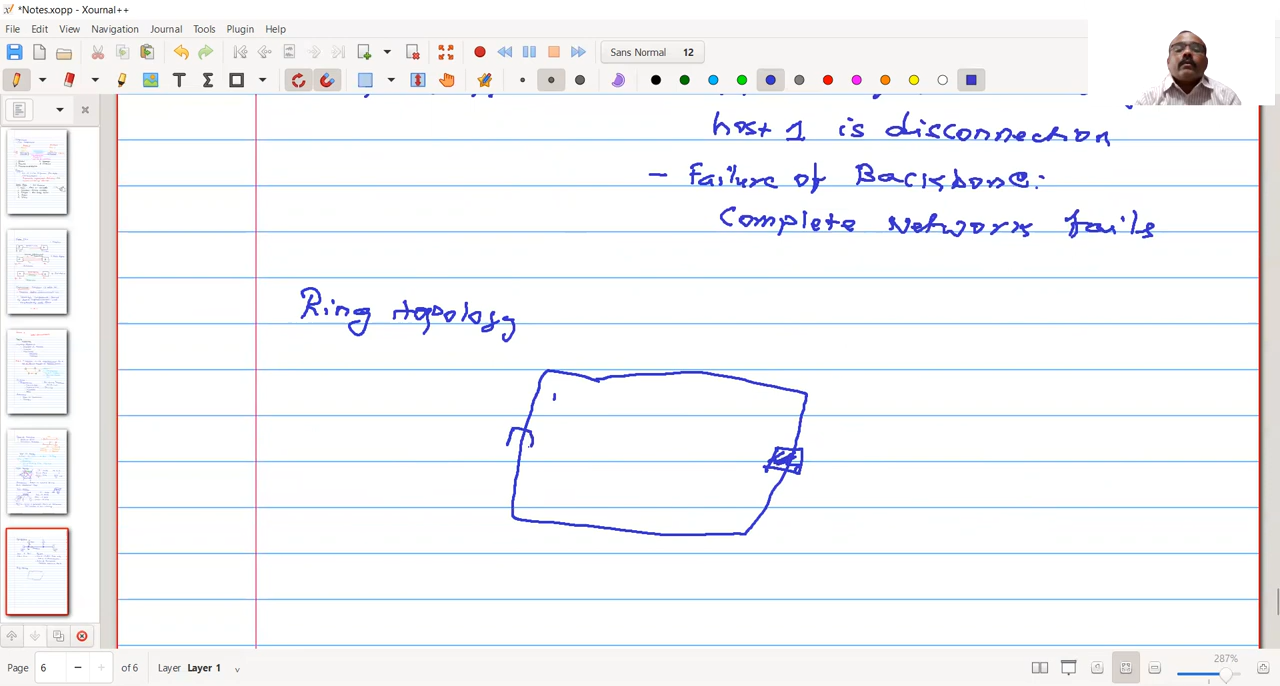 *Notes.xopp - Xournal++
File Edit View Navigation Journal Tools Plugin Help
Sans Normal 12
host 1 is disconnection
- Failure of Backbone:
Complete Networks fails
Ring topology
Page 6 of 6 Layer Layer 1
287%